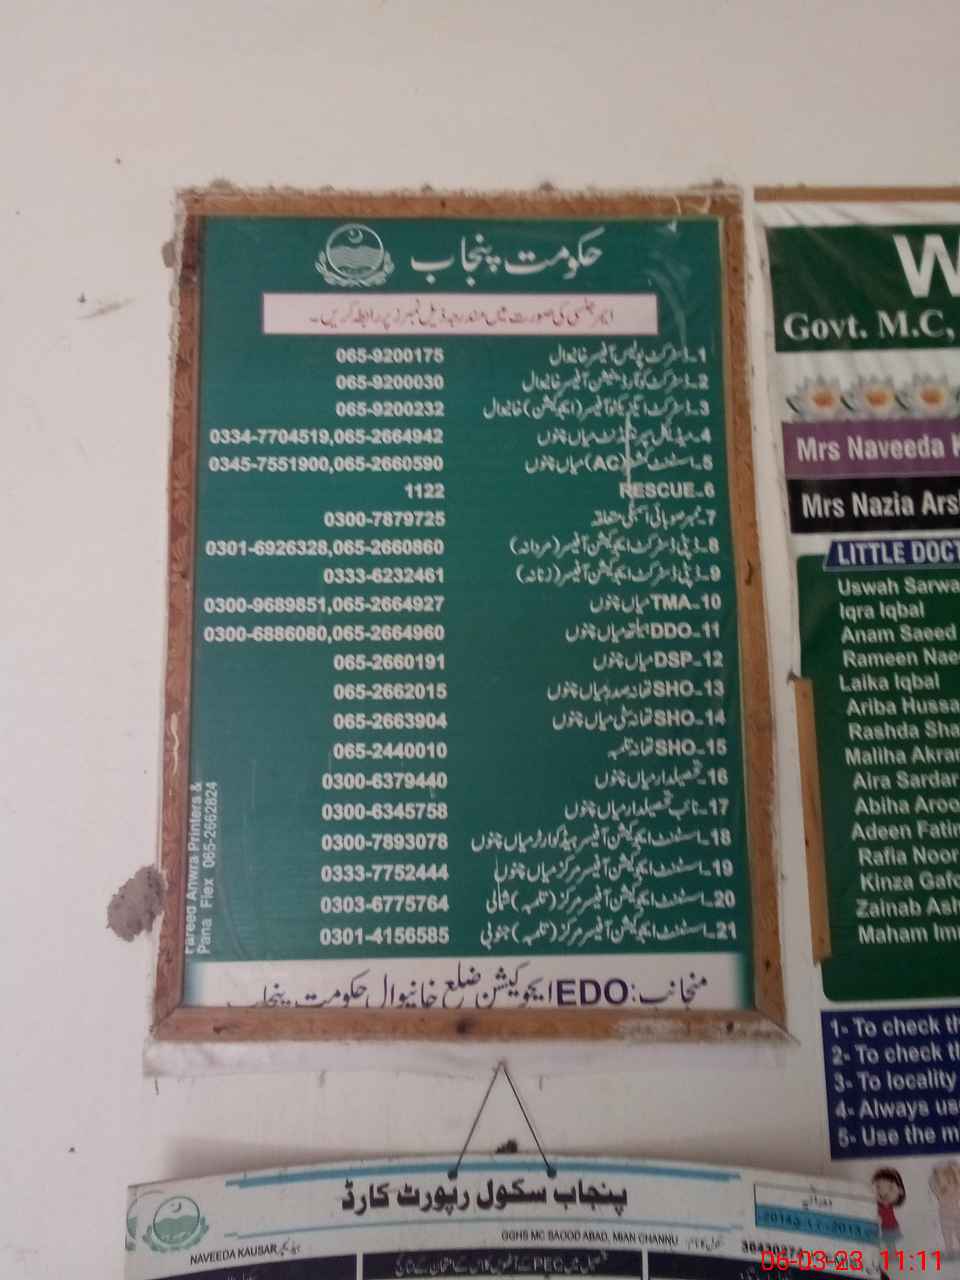 حکومت پنجاب
ایمرجنسی کی صورت میں مندرجہ ذیل نمبرز پر رابطہ کریں۔
1۔ڈسٹرکٹ پولیس آفیسر خانیوال 065-9200175
2۔ڈسٹرکٹ کوآرڈینیشن آفیسر خانیوال 065-9200030
3۔ڈسٹرکٹ ایگزیکٹو آفیسر (ایجوکیشن) خانیوال 065-9200232
4۔میڈیکل سپرنٹنڈنٹ میاں چنوں 0334-7704519,065-2664942
5۔اسسٹنٹ کمشنر (AC) میاں چنوں 0345-7551900,065-2660590
6۔RESCUE 1122
7۔ممبر صوبائی اسمبلی متعلقہ 0300-7879725
8۔ڈپٹی ڈسٹرکٹ ایجوکیشن آفیسر (مردانہ) 0301-6926328,065-2660860
9۔ڈپٹی ڈسٹرکٹ ایجوکیشن آفیسر (زنانہ) 0333-6232461
10۔TMA میاں چنوں 0300-9689851,065-2664927
11۔DDO ہیلتھ میاں چنوں 0300-6886080,065-2664960
12۔DSP میاں چنوں 065-2660191
13۔SHO تھانہ صدر میاں چنوں 065-2662015
14۔SHO تھانہ سٹی میاں چنوں 065-2663904
15۔SHO تھانہ تلمبہ 065-2440010
16۔تحصیلدار میاں چنوں 0300-6379440
17۔نائب تحصیلدار میاں چنوں 0300-6345758
18۔اسسٹنٹ ایجوکیشن آفیسر ہیڈکوارٹر میاں چنوں 0300-7893078
19۔اسسٹنٹ ایجوکیشن آفیسر مرکز میاں چنوں 0333-7752444
20۔اسسٹنٹ ایجوکیشن آفیسر مرکز (تلمبہ) شمالی 0303-6775764
21۔اسسٹنٹ ایجوکیشن آفیسر مرکز (تلمبہ) جنوبی 0301-4156585
منجانب: EDO ایجوکیشن ضلع خانیوال حکومت پنجاب
Fareed Anwra Printers &
Pana Flex 065-2662824
W
Govt. M.C,
Mrs Naveeda K
Mrs Nazia Ars
LITTLE DOCT
Uswah Sarwa
Iqra Iqbal
Anam Saeed
Rameen Nae
Laika Iqbal
Ariba Hussa
Rashda Sha
Maliha Akran
Aira Sardar
Abiha Aroo
Adeen Fatin
Rafia Noor
Kinza Gafo
Zainab Ash
Maham Im
1- To check th
2- To check th
3- To locality
4- Always us
5- Use the m
پنجاب سکول رپورٹ کارڈ
GGHS MC SAOOD ABAD, MIAN CHANNU
NAVEEDA KAUSAR
06-03-23 11:11